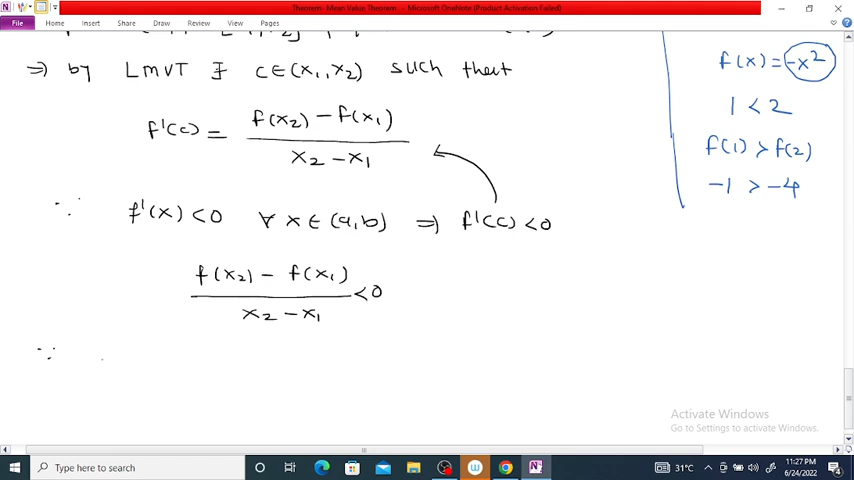 Theorem- Mean Value Theorem - Microsoft OneNote (Product Activation Failed)
File Home Insert Share Draw History Review View Pages
⇒ by LMVT ∃ c∈(x₁,x₂) such that
f'(c) = f(x₂) - f(x₁) / x₂ - x₁
∵ f'(x) < 0 ∀ x ∈ (a,b) ⇒ f'(c) < 0
f(x₂) - f(x₁) / x₂ - x₁ < 0
∵
f(x) = -x²
1 < 2
f(1) > f(2)
-1 > -4
Activate Windows
Go to Settings to activate Windows.
Type here to search
31°C
11:27 PM
6/24/2022
4